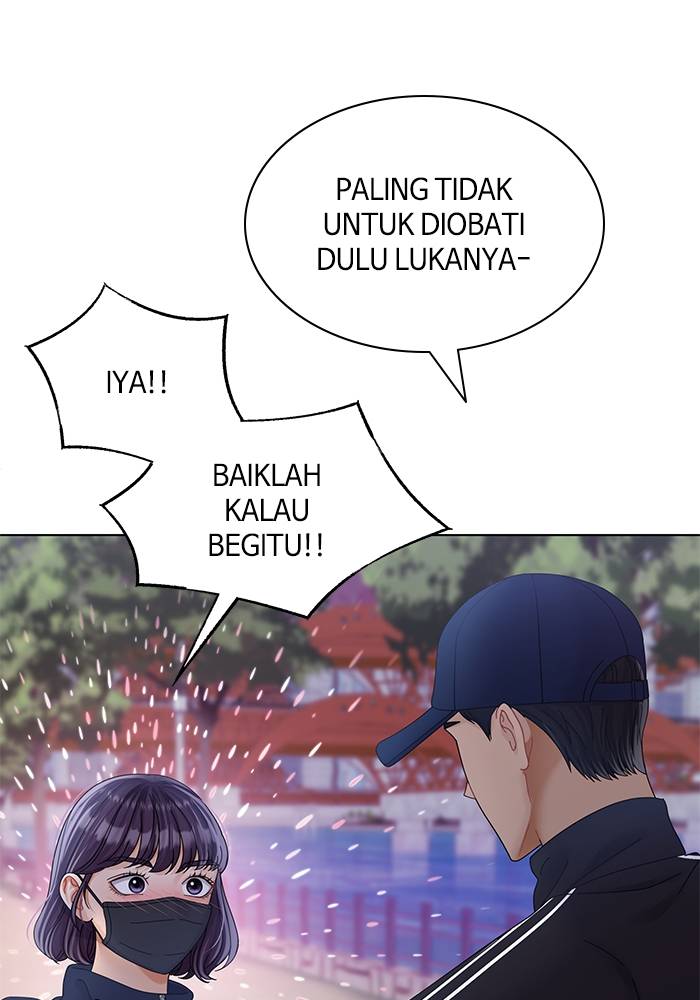 PALING TIDAK
UNTUK DIOBATI
DULU LUKANYA-
IYA!!
BAIKLAH
KALAU
BEGITU!!